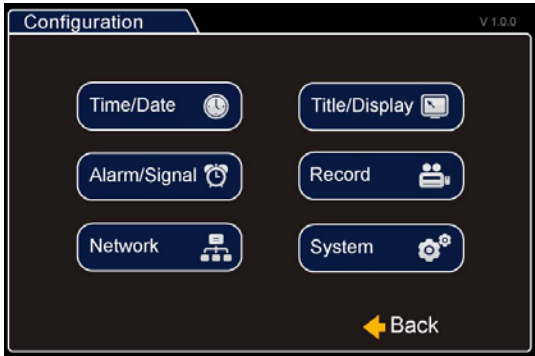 Configuration V 1.0.0
Time/Date Title/Display
Alarm/Signal Record
Network System
Back